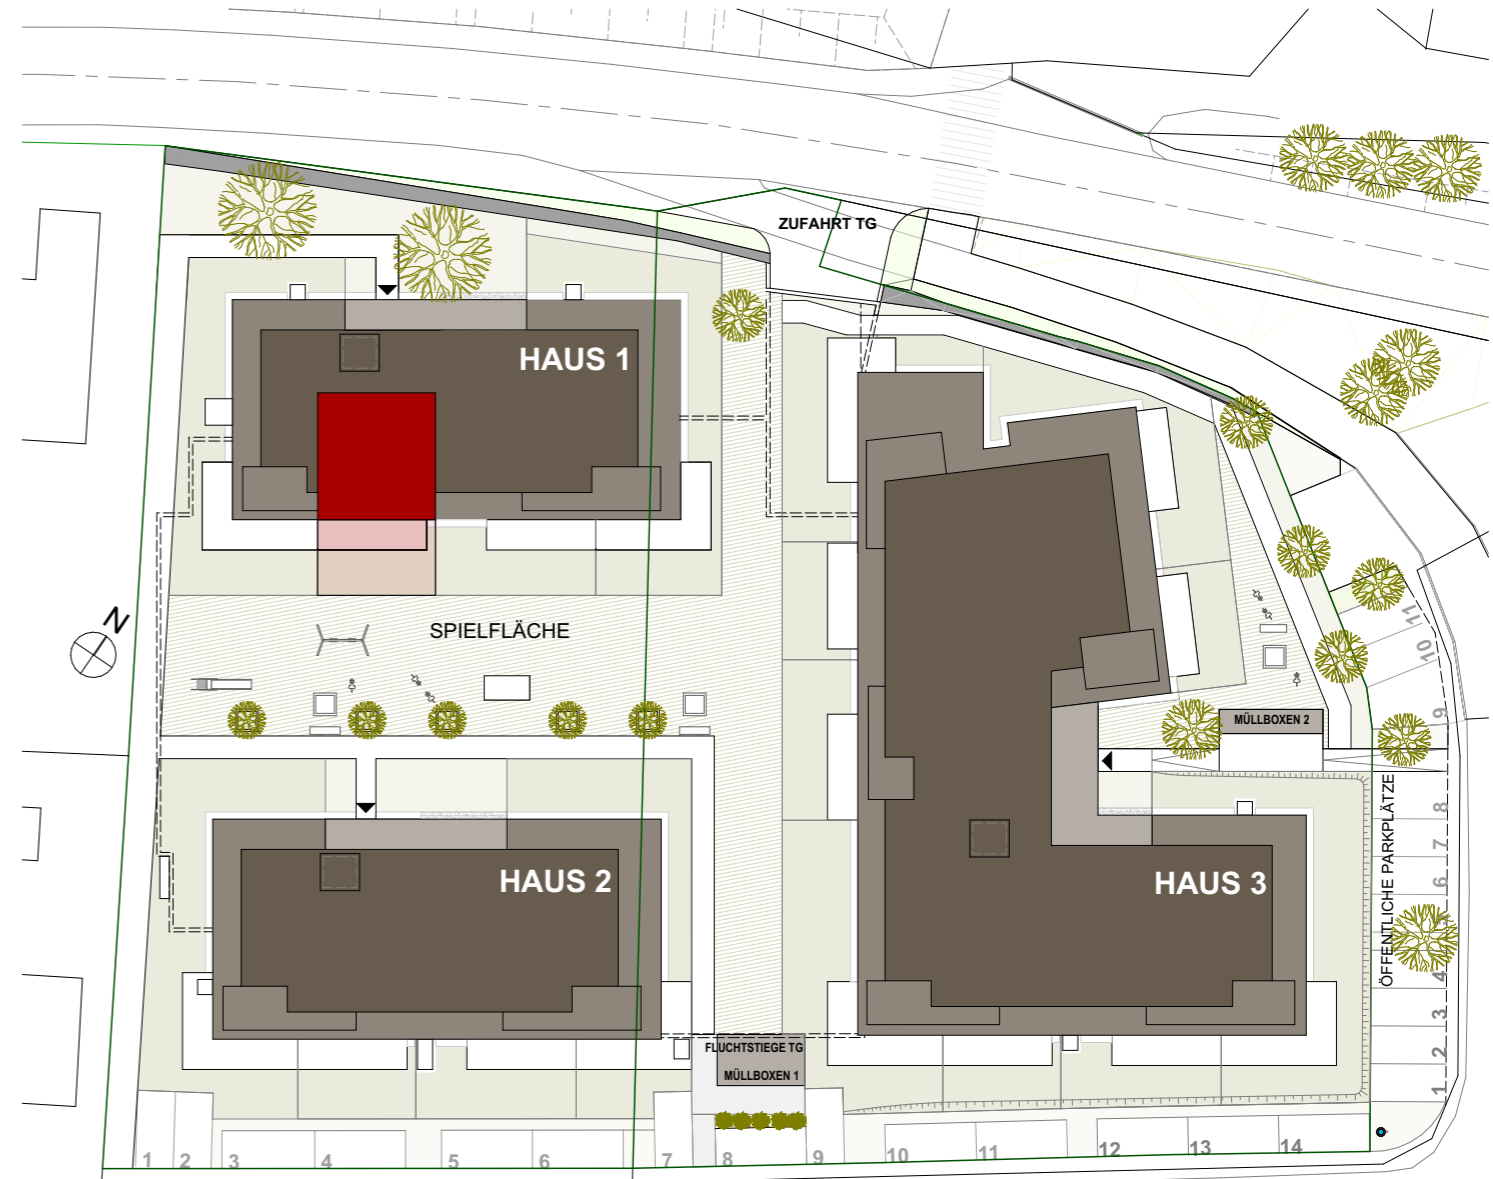 ZUFAHRT TG
HAUS 1
N
SPIELFLÄCHE
11
10
9
MÜLLBOXEN 2
8
7
6
5
4
3
2
1
ÖFFENTLICHE PARKPLÄTZE
HAUS 2
HAUS 3
FLUCHTSTIEGE TG
MÜLLBOXEN 1
1 2 3 4 5 6 7 8 9 10 11 12 13 14